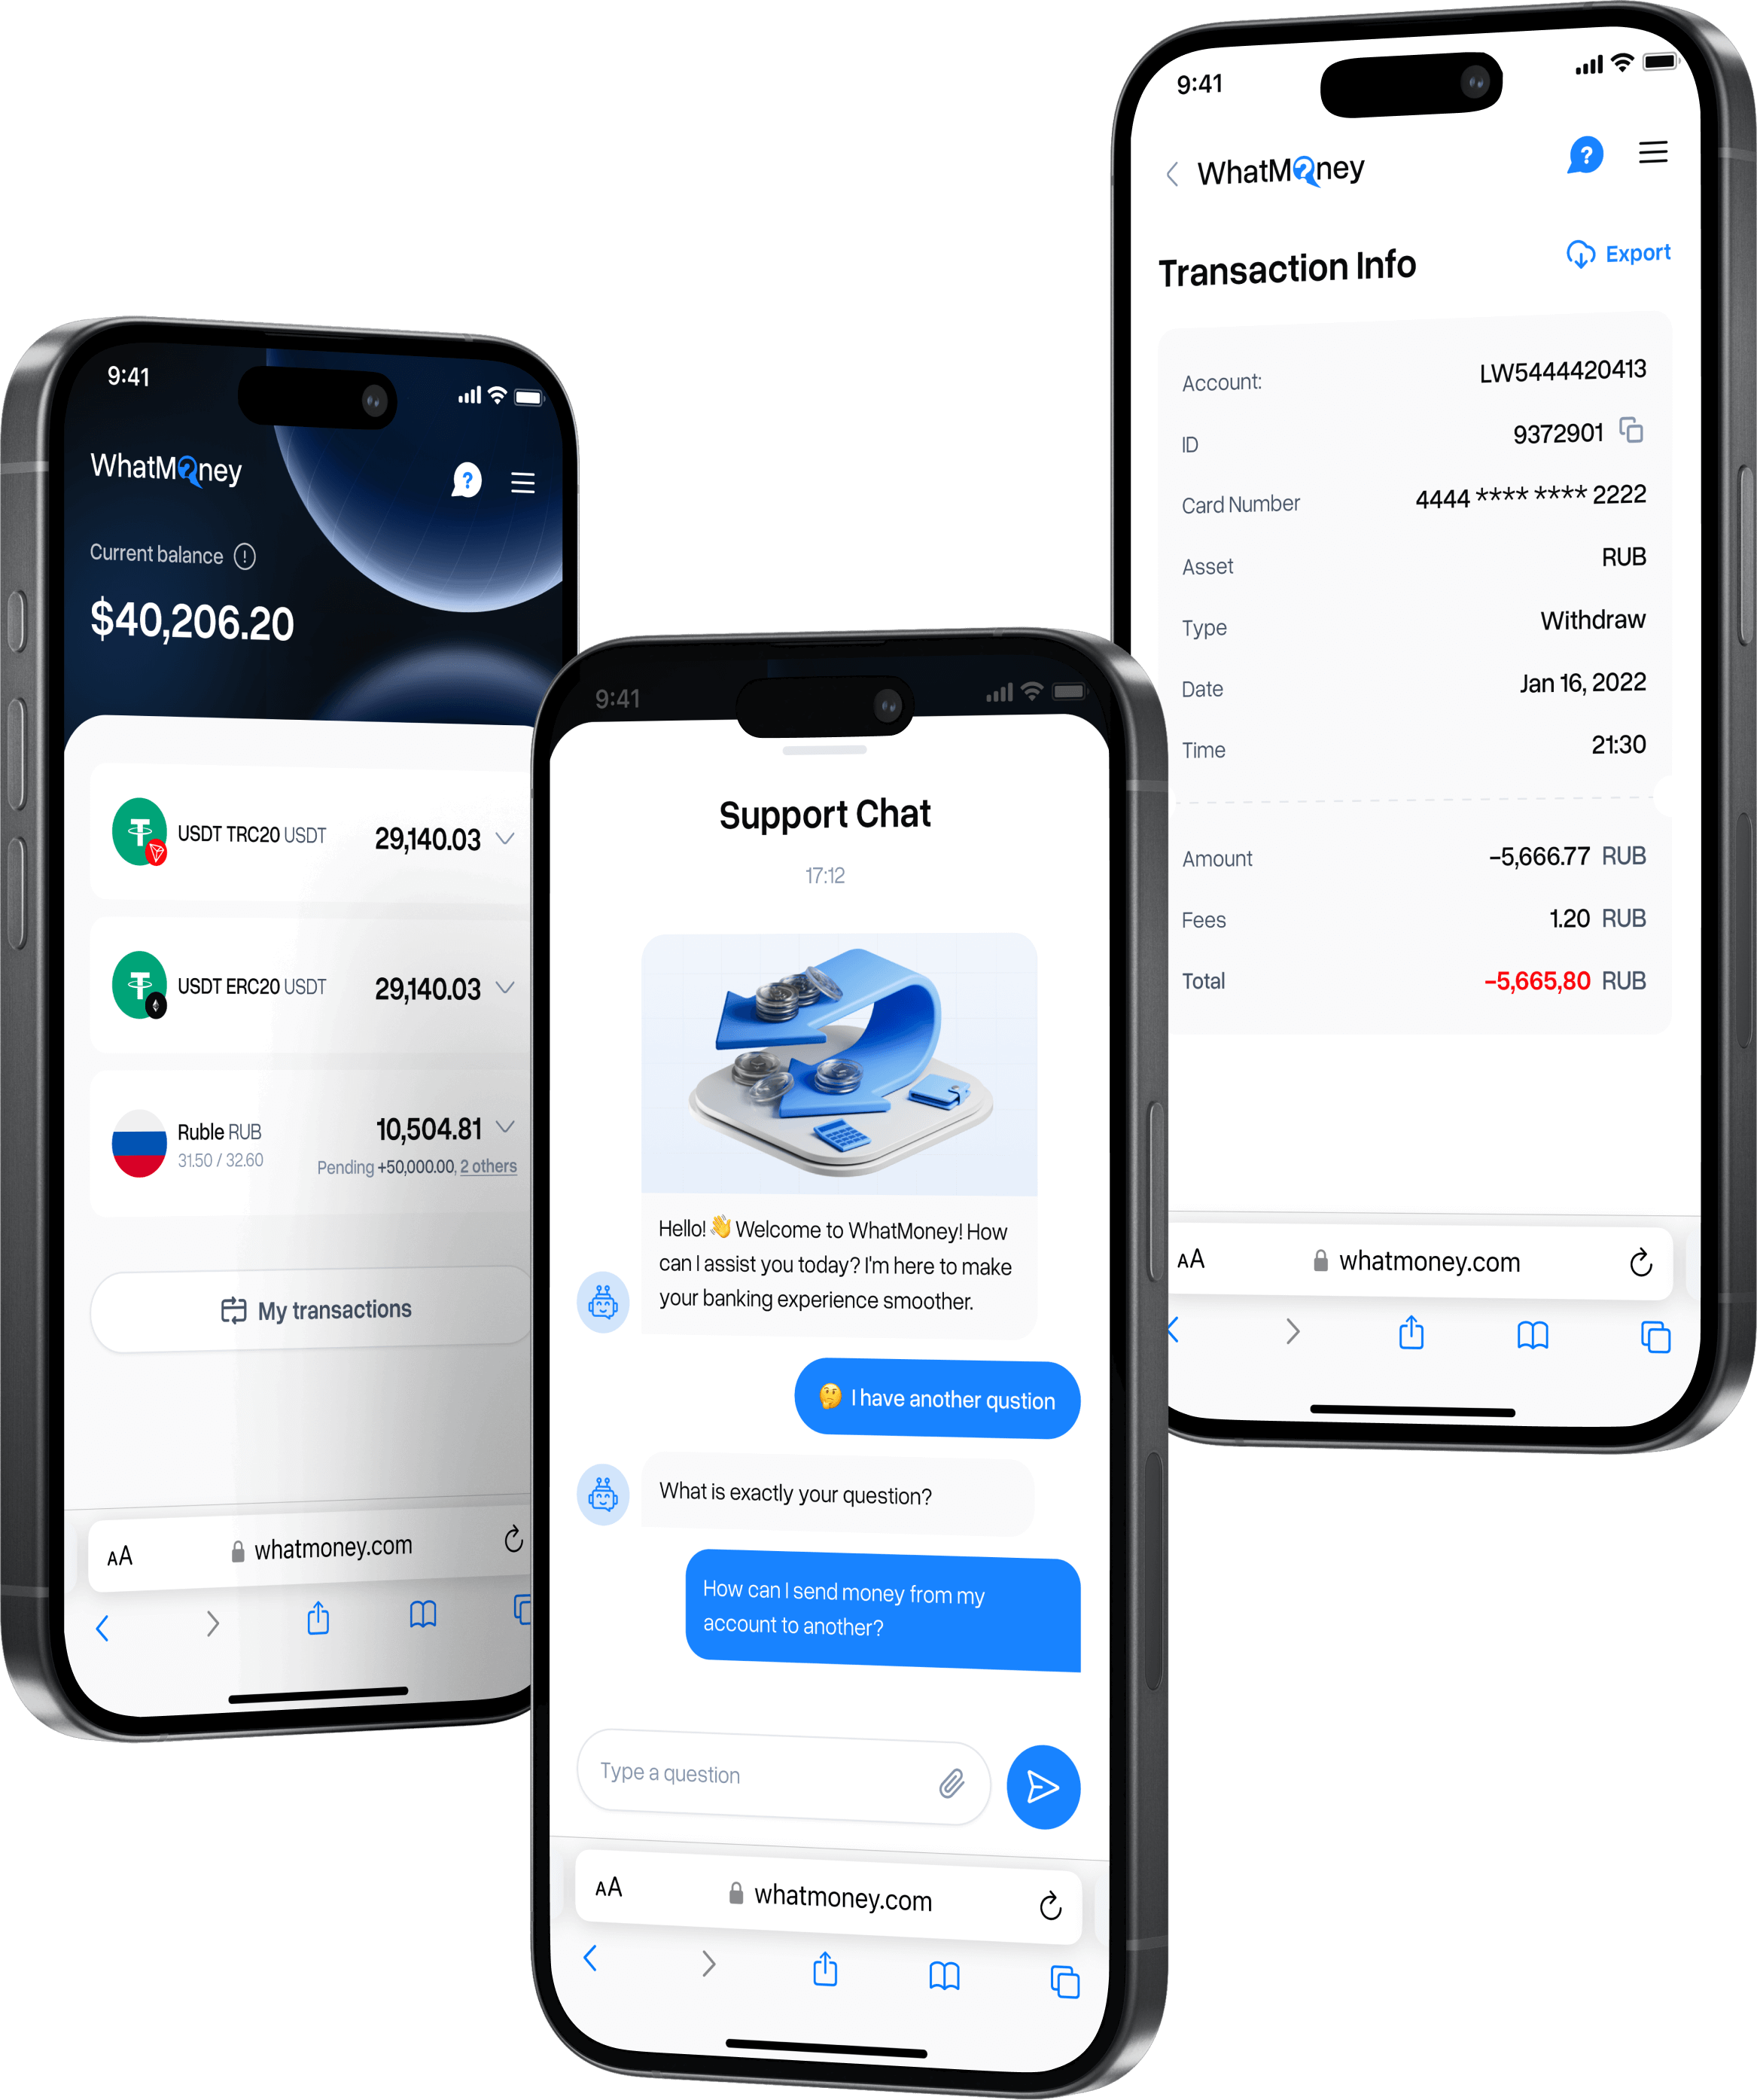 9:41
WhatMoney
Current balance
$40,206.20
USDT TRC20 USDT 29,140.03
USDT ERC20 USDT 29,140.03
Ruble RUB 10,504.81
31.50 / 32.60 Pending +50,000.00, 2 others
My transactions
AA whatmoney.com
9:41
Support Chat
17:12
Hello! 👋 Welcome to WhatMoney! How
can I assist you today? I'm here to make
your banking experience smoother.
🤔 I have another qustion
What is exactly your question?
How can I send money from my
account to another?
Type a question
AA whatmoney.com
9:41
WhatMoney
Transaction Info Export
Account: LW5444420413
ID 9372901
Card Number 4444 **** **** 2222
Asset RUB
Type Withdraw
Date Jan 16, 2022
Time 21:30
Amount −5,666.77 RUB
Fees 1.20 RUB
Total −5,665,80 RUB
AA whatmoney.com